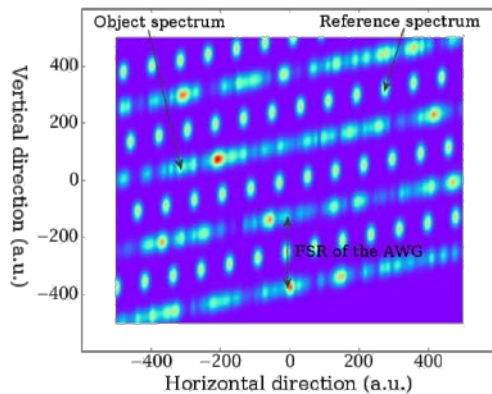 Object spectrum
Reference spectrum
400
200
0
−200
−400
Vertical direction (a.u.)
FSR of the AWG
−400
−200
0
200
400
Horizontal direction (a.u.)